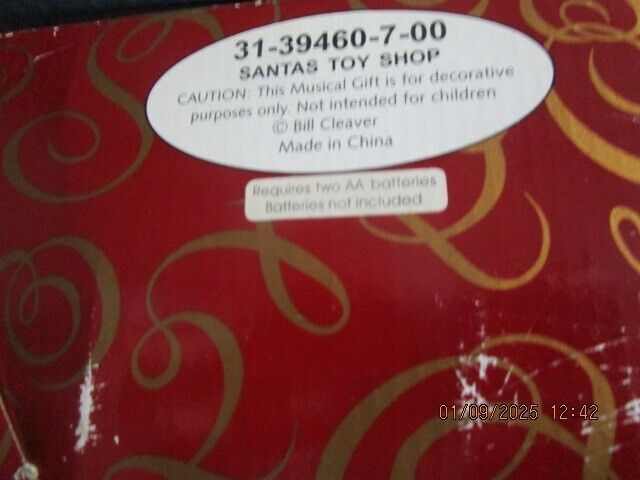 31-39460-7-00
SANTAS TOY SHOP
CAUTION: This Musical Gift is for decorative
purposes only. Not intended for children
© Bill Cleaver
Made in China
Requires two AA batteries
Batteries not included
01/09/2025 12:42